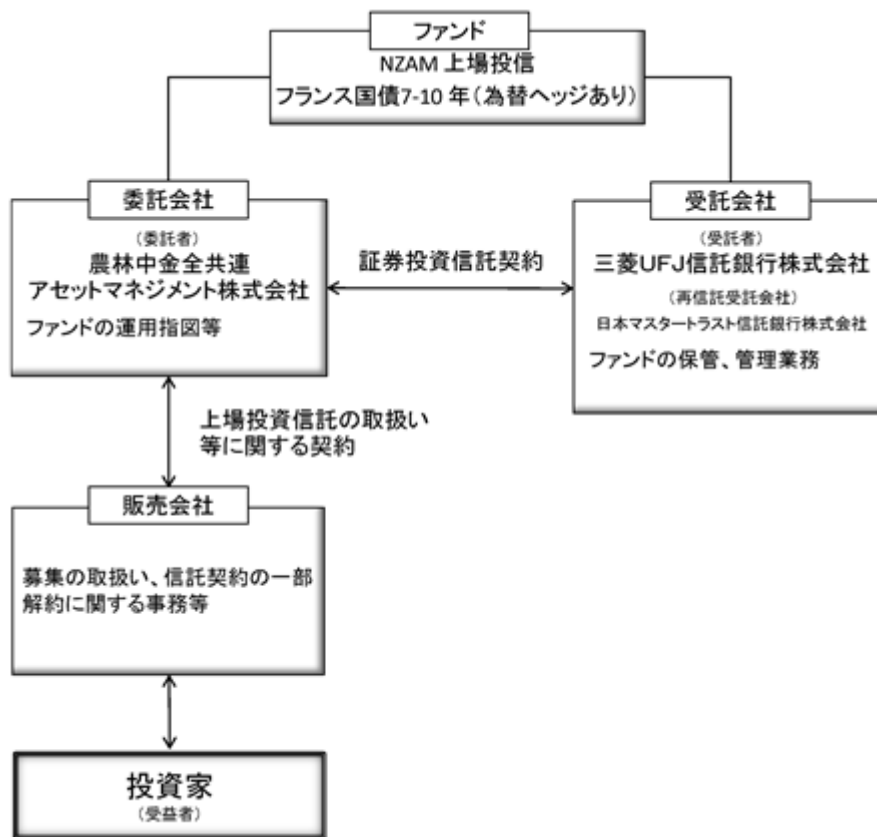 ファンド
NZAM 上場投信
フランス国債7-10 年(為替ヘッジあり)
委託会社
(委託者)
農林中金全共連
アセットマネジメント株式会社
ファンドの運用指図等
証券投資信託契約
受託会社
(受託者)
三菱UFJ信託銀行株式会社
(再信託受託会社)
日本マスタートラスト信託銀行株式会社
ファンドの保管、管理業務
上場投資信託の取扱い
等に関する契約
販売会社
募集の取扱い、信託契約の一部
解約に関する事務等
投資家
(受益者)